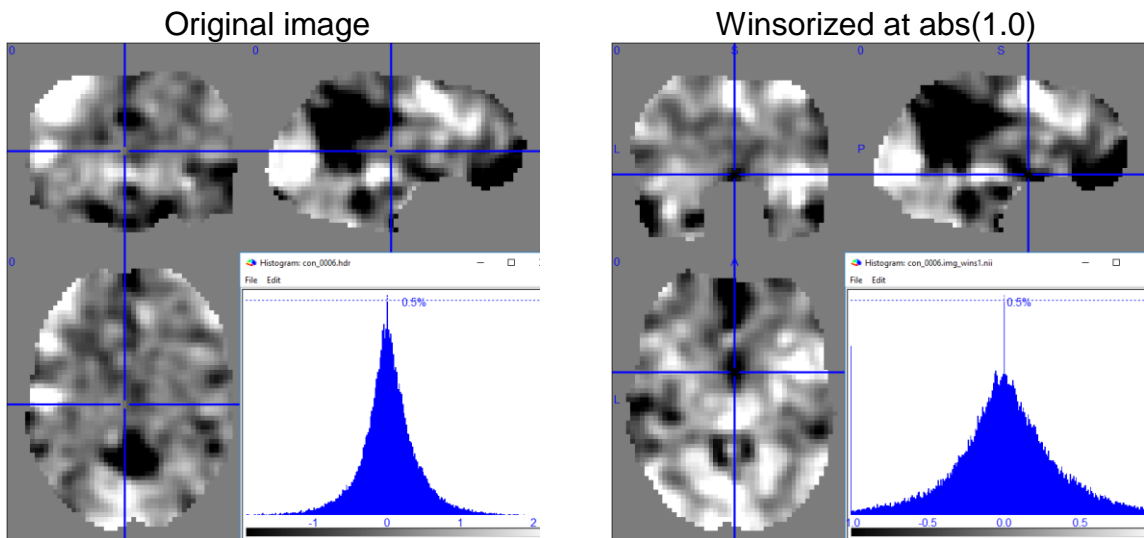 Original image
Winsorized at abs(1.0)
0
0
0
S
0
S
L
P
0
Histogram: con_0006.hdr
File Edit
0.5%
-1 0 1 2
0
A
L
Histogram: con_0006.img_wins1.nii
File Edit
0.5%
1.0 -0.5 0.0 0.5